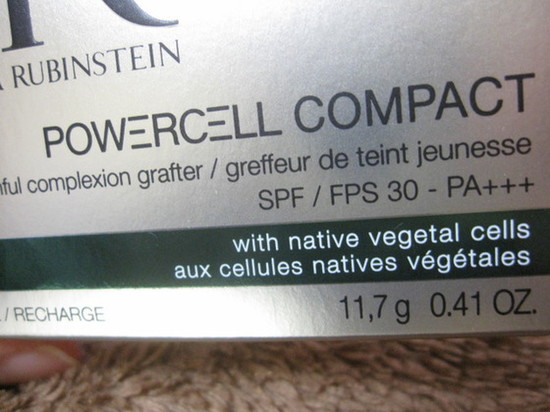 R
RUBINSTEIN
POWERCELL COMPACT
complexion grafter / greffeur de teint jeunesse
SPF / FPS 30 - PA+++
with native vegetal cells
aux cellules natives végétales
/ RECHARGE
11,7 g 0.41 OZ.